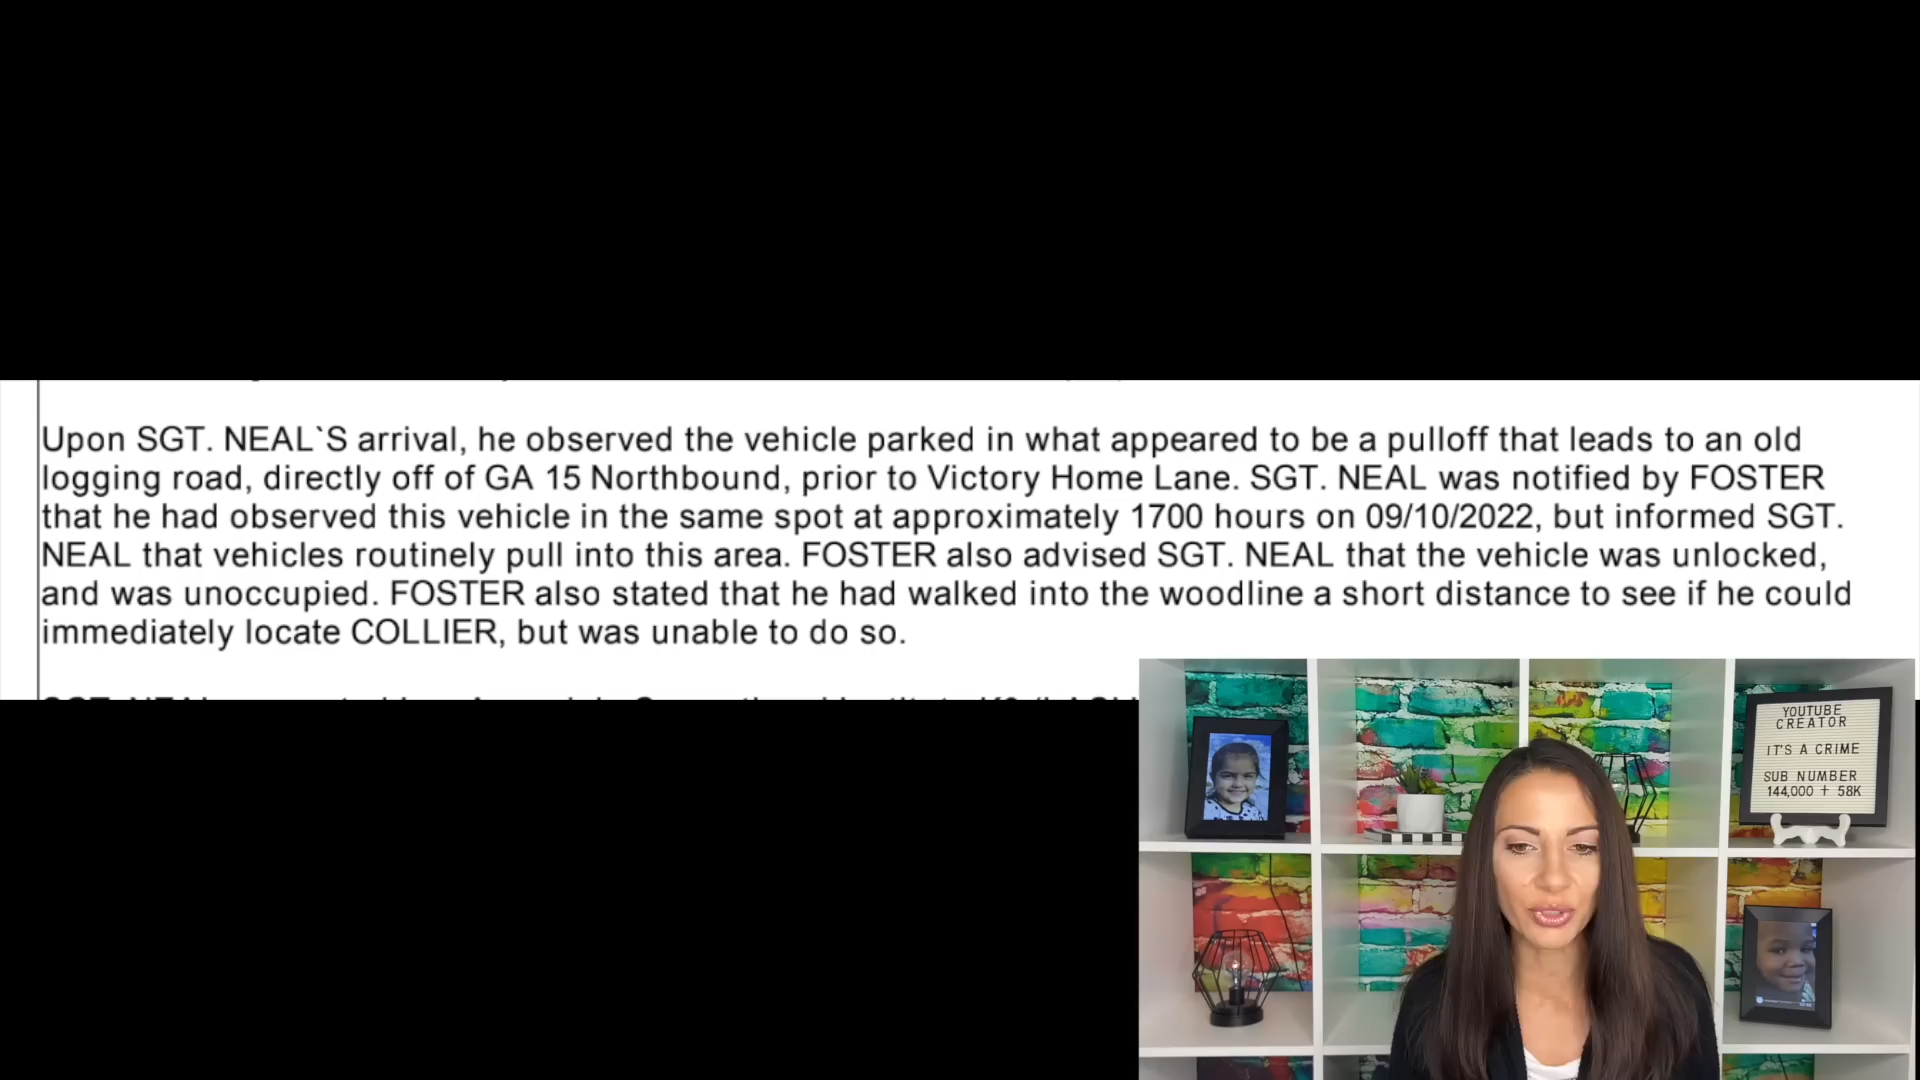 Upon SGT. NEAL`S arrival, he observed the vehicle parked in what appeared to be a pulloff that leads to an old
logging road, directly off of GA 15 Northbound, prior to Victory Home Lane. SGT. NEAL was notified by FOSTER
that he had observed this vehicle in the same spot at approximately 1700 hours on 09/10/2022, but informed SGT.
NEAL that vehicles routinely pull into this area. FOSTER also advised SGT. NEAL that the vehicle was unlocked,
and was unoccupied. FOSTER also stated that he had walked into the woodline a short distance to see if he could
immediately locate COLLIER, but was unable to do so.
YOUTUBE
CREATOR
IT'S A CRIME
SUB NUMBER
144,000 + 58K